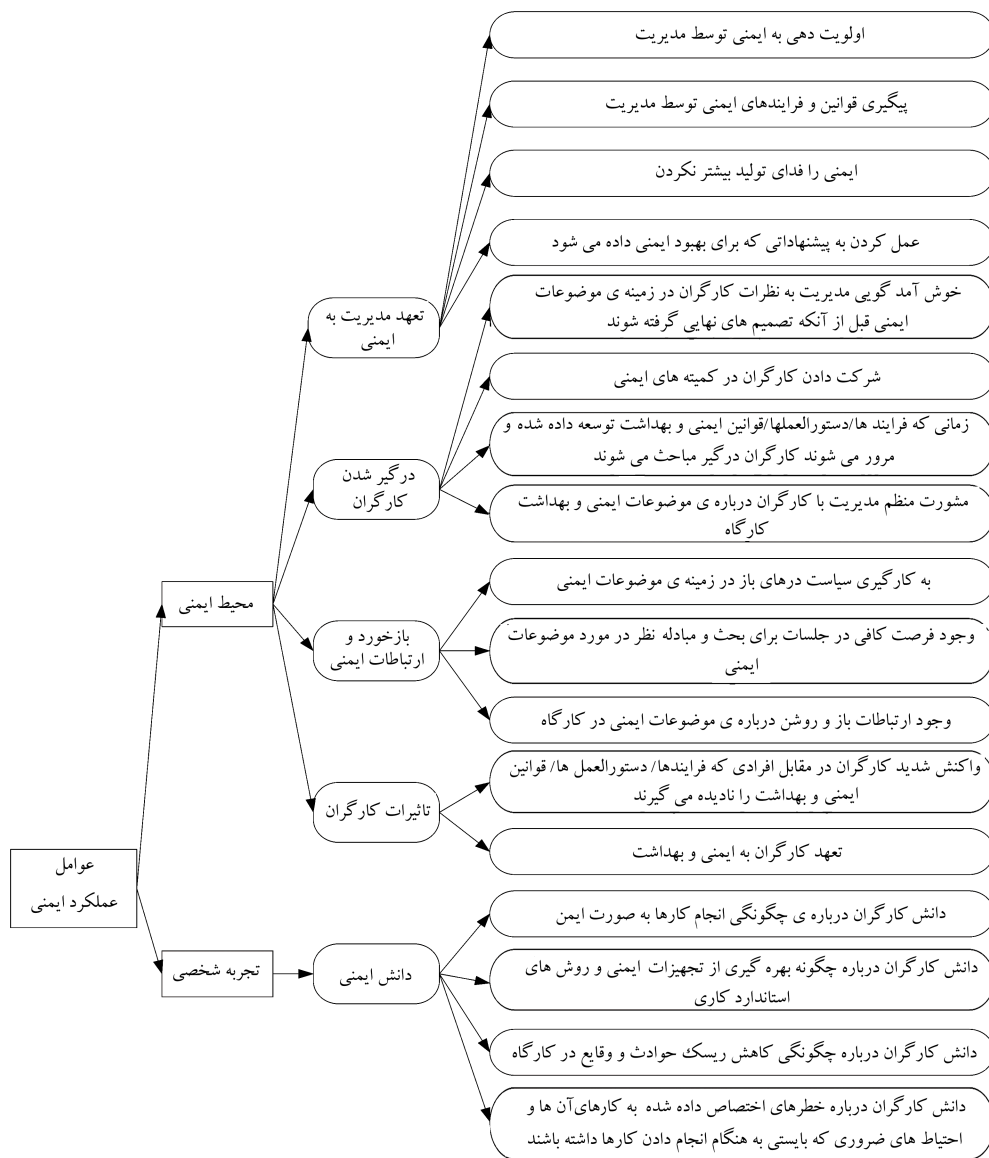 اولویت دهی به ایمنی توسط مدیریت
پیگیری قوانین و فرایندهای ایمنی توسط مدیریت
ایمنی را فدای تولید بیشتر نکردن
عمل کردن به پیشنهاداتی که برای بهبود ایمنی داده می شود
خوش آمد گویی مدیریت به نظرات کارگران در زمینه ی موضوعات
ایمنی قبل از آنکه تصمیم های نهایی گرفته شوند
تعهد مدیریت به
ایمنی
شرکت دادن کارگران در کمیته های ایمنی
زمانی که فرایند ها/دستورالعملها/قوانین ایمنی و بهداشت توسعه داده شده و
مرور می شوند کارگران درگیر مباحث می شوند
درگیر شدن
کارگران
مشورت منظم مدیریت با کارگران درباره ی موضوعات ایمنی و بهداشت
کارگاه
به کارگیری سیاست درهای باز در زمینه ی موضوعات ایمنی
محیط ایمنی
بازخورد و
ارتباطات ایمنی
وجود فرصت کافی در جلسات برای بحث و مبادله نظر در مورد موضوعات
ایمنی
وجود ارتباطات باز و روشن درباره ی موضوعات ایمنی در کارگاه
واکنش شدید کارگران در مقابل افرادی که فرایندها/ دستورالعمل ها/ قوانین
ایمنی و بهداشت را نادیده می گیرند
تاثیرات کارگران
تعهد کارگران به ایمنی و بهداشت
عوامل
عملکرد ایمنی
دانش کارگران درباره ی چگونگی انجام کارها به صورت ایمن
تجربه شخصی
دانش ایمنی
دانش کارگران درباره چگونه بهره گیری از تجهیزات ایمنی و روش های
استاندارد کاری
دانش کارگران درباره چگونگی کاهش ریسک حوادث و وقایع در کارگاه
دانش کارگران درباره خطرهای اختصاص داده شده به کارهای‌آن ها و
احتیاط های ضروری که بایستی به هنگام انجام دادن کارها داشته باشند